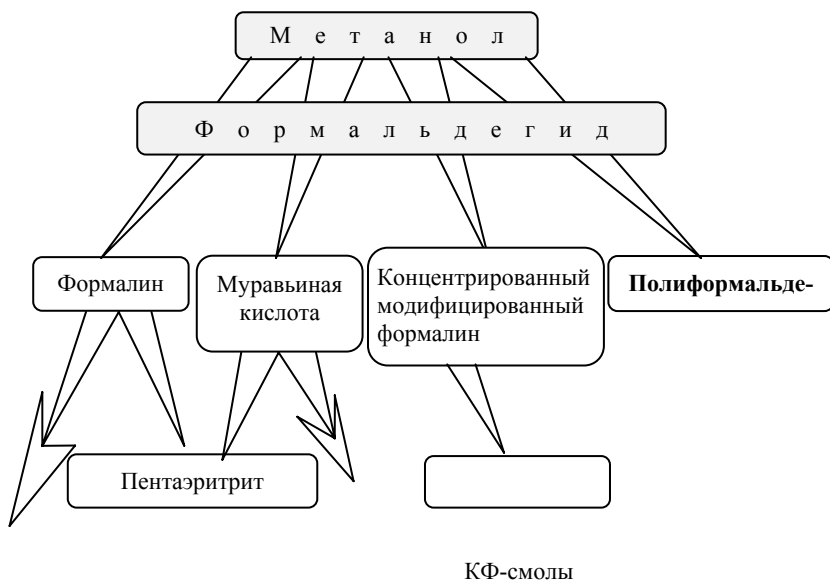 М е т а н о л
Ф о р м а л ь д е г и д
Формалин
Муравьиная
кислота
Концентрированный
модифицированный
формалин
Полиформальде-
Пентаэритрит
КФ-смолы